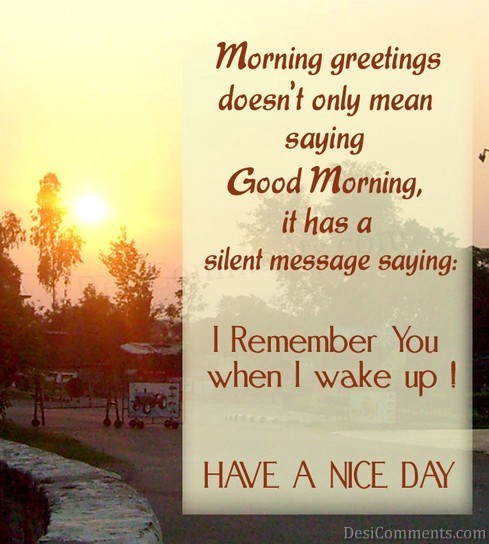 Morning greetings
doesn't only mean
saying
Good Morning,
it has a
silent message saying:
I Remember You
when I wake up !
HAVE A NICE DAY
DesiComments.com